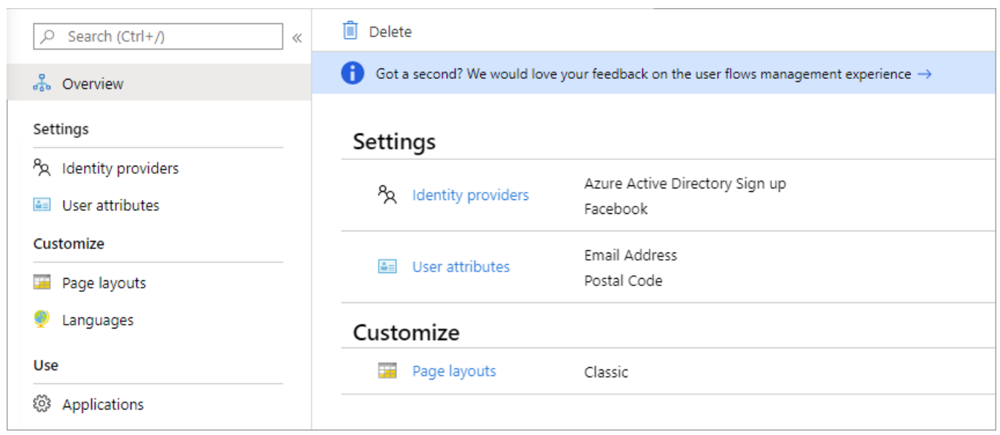 Search (Ctrl+/)
«
Overview
Settings
Identity providers
User attributes
Customize
Page layouts
Languages
Use
Applications
Delete
Got a second? We would love your feedback on the user flows management experience →
Settings
Identity providers
Azure Active Directory Sign up
Facebook
User attributes
Email Address
Postal Code
Customize
Page layouts
Classic